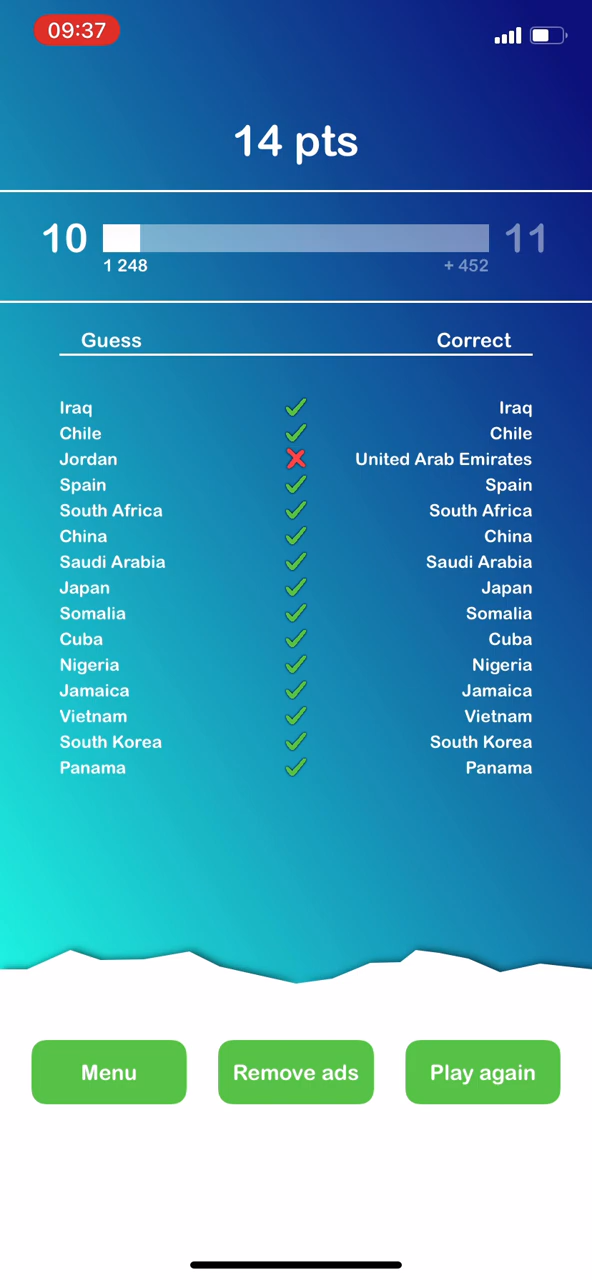 09:37
14 pts
10 11
1 248 + 452
Guess Correct
Iraq Iraq
Chile Chile
Jordan United Arab Emirates
Spain Spain
South Africa South Africa
China China
Saudi Arabia Saudi Arabia
Japan Japan
Somalia Somalia
Cuba Cuba
Nigeria Nigeria
Jamaica Jamaica
Vietnam Vietnam
South Korea South Korea
Panama Panama
Menu Remove ads Play again